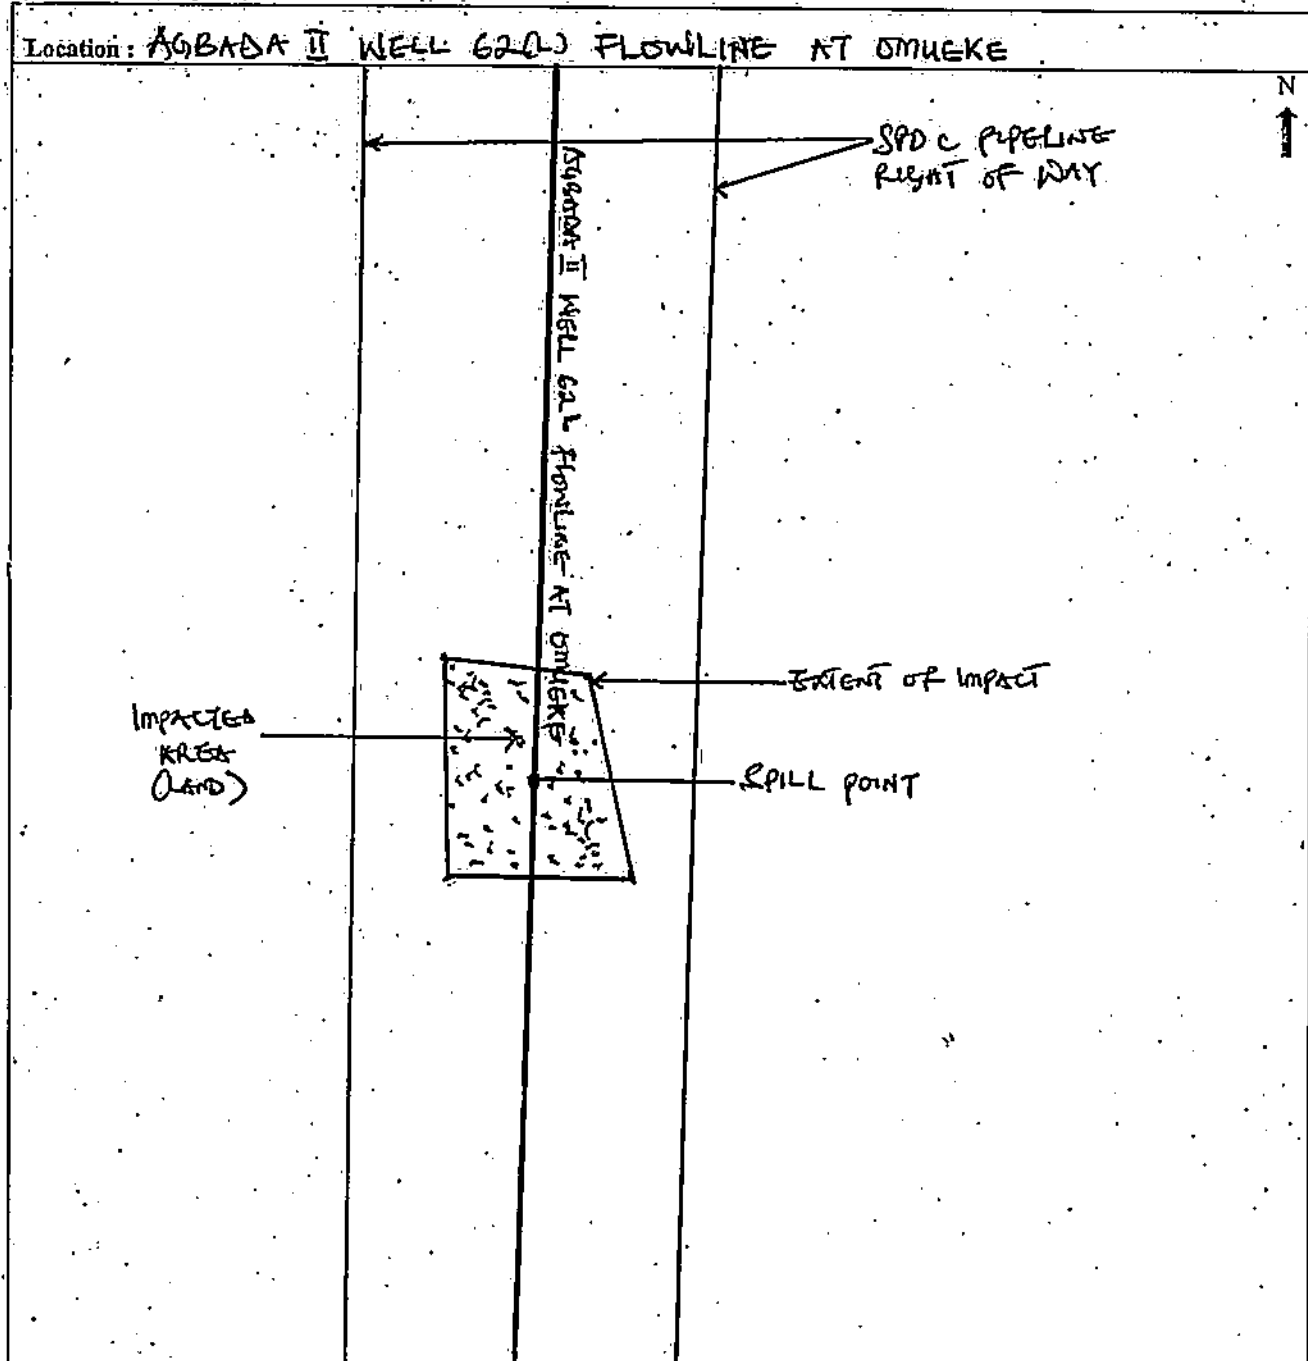 Location: AGBADA II WELL 62(L) FLOWLINE AT OMUEKE
N
SPDC PIPELINE
RIGHT OF WAY
AGBADA II WELL 62L FLOWLINE AT OMUEKE
EXTENT OF IMPACT
IMPACTED
AREA
(LAND)
SPILL POINT